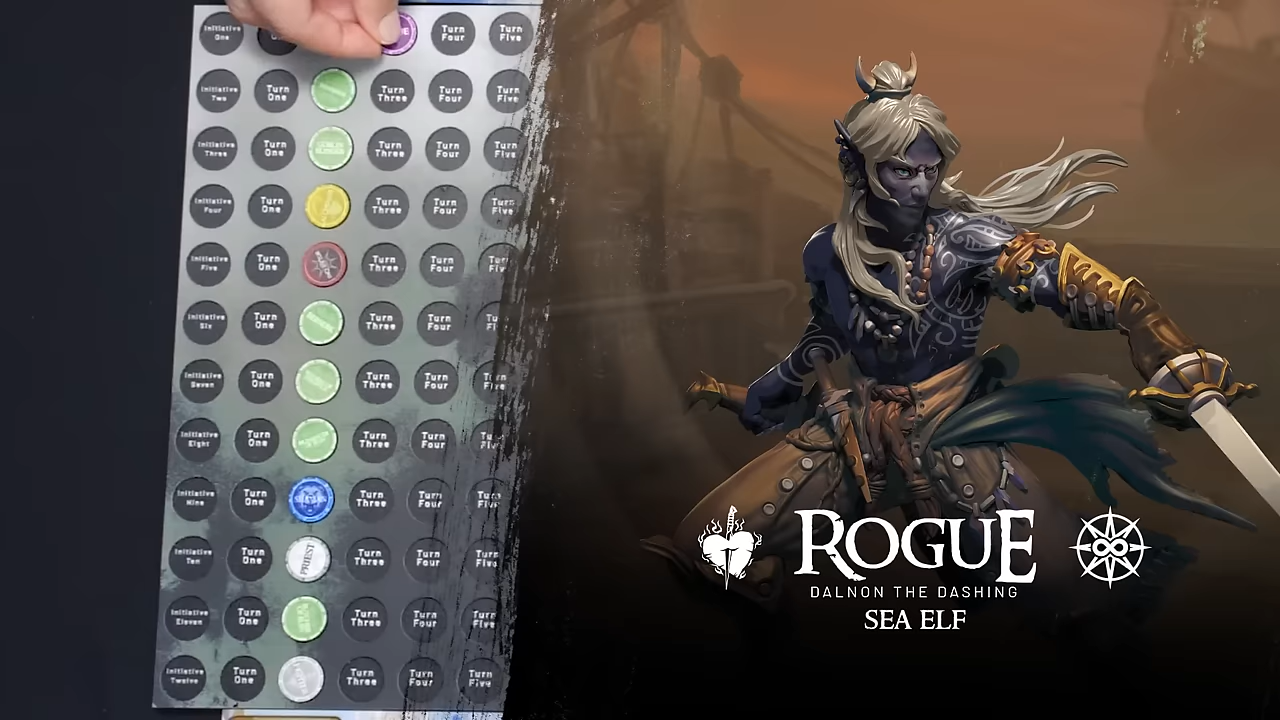 Initiative One
Turn Four
Turn Five
Initiative Two
Turn One
Turn Three
Turn Four
Turn Five
Initiative Three
Turn One
Turn Three
Turn Four
Turn Five
Initiative Four
Turn One
Turn Three
Turn Four
Turn Five
Initiative Five
Turn One
Turn Three
Turn Four
Initiative Six
Turn One
Turn Three
Turn Four
Initiative Seven
Turn One
Turn Three
Turn Four
Initiative Eight
Turn One
Turn Three
Turn Four
Initiative Nine
Turn One
Turn Three
Turn Four
Initiative Ten
Turn One
PRIEST
Turn Three
Turn Four
Initiative Eleven
Turn One
Turn Three
Turn Four
Initiative Twelve
Turn One
Turn Three
Turn Four
Turn Five
ROGUE
DALNON THE DASHING
SEA ELF